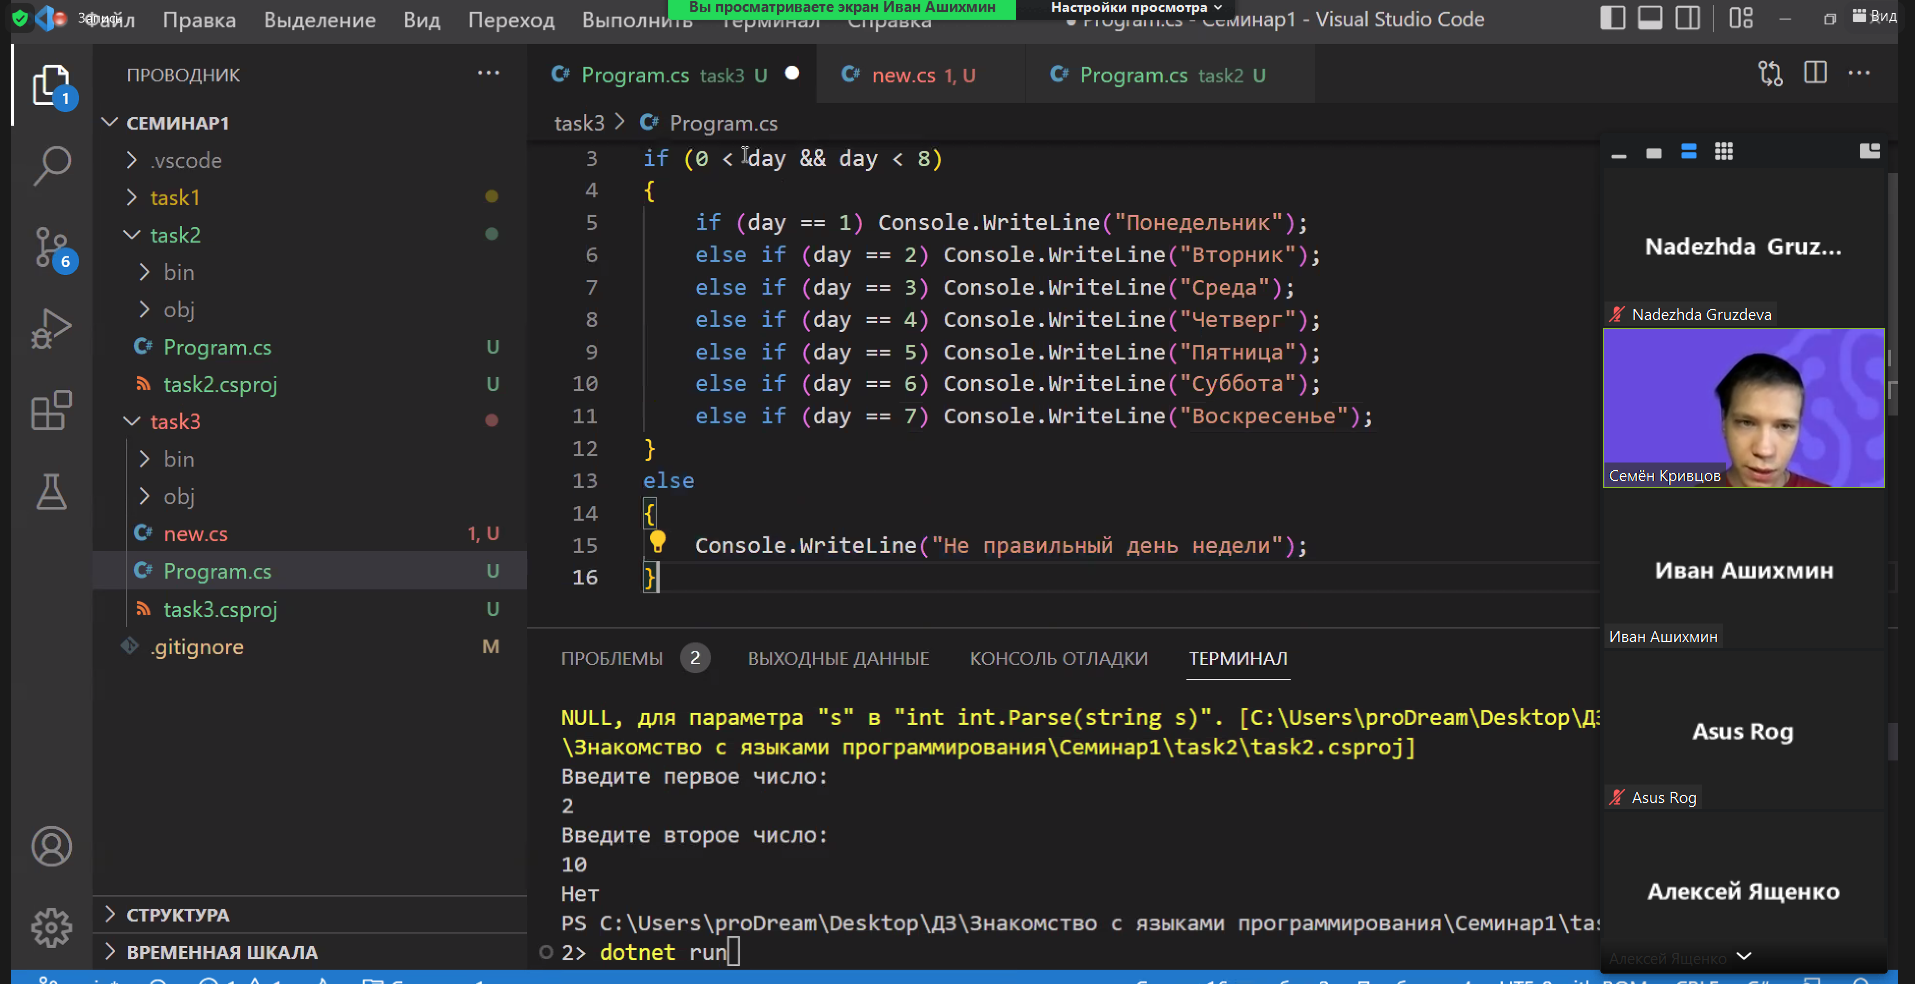 Запись
Файл Правка Выделение Вид Переход Выполнить Терминал Справка
Вы просматриваете экран Иван Ашихмин
Настройки просмотра
● Program.cs - Семинар1 - Visual Studio Code
Вид
ПРОВОДНИК
СЕМИНАР1
.vscode
task1
task2
bin
obj
Program.cs U
task2.csproj U
task3
bin
obj
new.cs 1, U
Program.cs U
task3.csproj U
.gitignore M
СТРУКТУРА
ВРЕМЕННАЯ ШКАЛА
1
6
Program.cs task3 U
new.cs 1, U
Program.cs task2 U
task3 > Program.cs
3 if (0 < day && day < 8)
4 {
5 if (day == 1) Console.WriteLine("Понедельник");
6 else if (day == 2) Console.WriteLine("Вторник");
7 else if (day == 3) Console.WriteLine("Среда");
8 else if (day == 4) Console.WriteLine("Четверг");
9 else if (day == 5) Console.WriteLine("Пятница");
10 else if (day == 6) Console.WriteLine("Суббота");
11 else if (day == 7) Console.WriteLine("Воскресенье");
12 }
13 else
14 {
15 Console.WriteLine("Не правильный день недели");
16 }
ПРОБЛЕМЫ 2 ВЫХОДНЫЕ ДАННЫЕ КОНСОЛЬ ОТЛАДКИ ТЕРМИНАЛ
NULL, для параметра "s" в "int int.Parse(string s)". [C:\Users\proDream\Desktop\ДЗ
\Знакомство с языками программирования\Семинар1\task2\task2.csproj]
Введите первое число:
2
Введите второе число:
10
Нет
PS C:\Users\proDream\Desktop\ДЗ\Знакомство с языками программирования\Семинар1\tas
2> dotnet run
Nadezhda Gruz...
Nadezhda Gruzdeva
Семён Кривцов
Иван Ашихмин
Иван Ашихмин
Asus Rog
Asus Rog
Алексей Ященко
Алексей Ященко